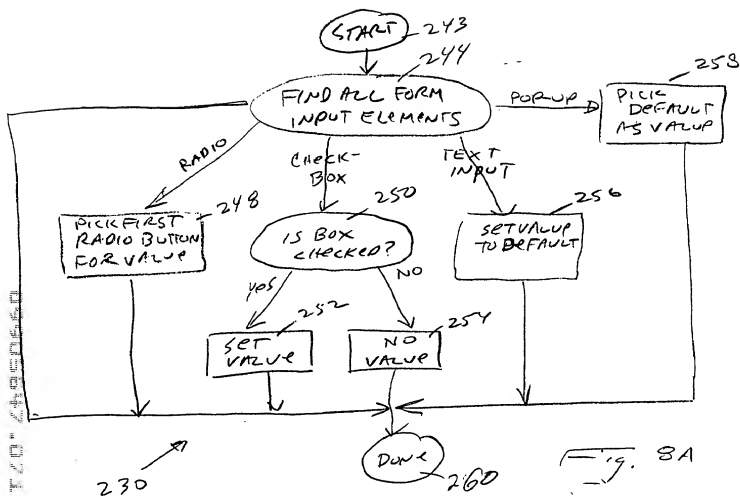 START 243
244
FIND ALL FORM
INPUT ELEMENTS
POPUP
258
PICK
DEFAULT
AS VALUE
RADIO
CHECK-
BOX
TEXT
INPUT
248
PICK FIRST
RADIO BUTTON
FOR VALUE
250
IS BOX
CHECKED?
256
SET VALUE
TO DEFAULT
YES
NO
252
SET
VALUE
254
NO
VALUE
DONE
260
230
Fig. 8A